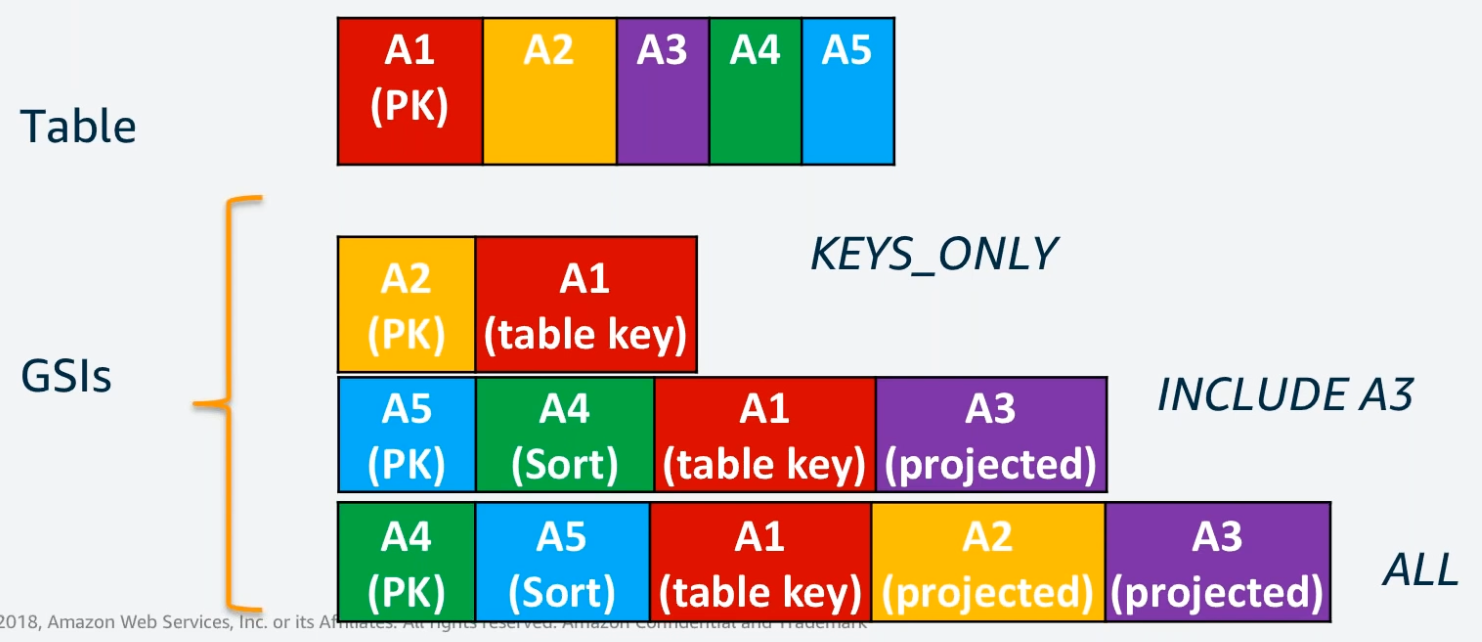 A1 A2 A3 A4 A5
(PK)
Table
KEYS_ONLY
A2 A1
(PK) (table key)
GSIs
INCLUDE A3
A5 A4 A1 A3
(PK) (Sort) (table key) (projected)
A4 A5 A1 A2 A3
(PK) (Sort) (table key) (projected) (projected)
ALL
2018, Amazon Web Services, Inc. or its Affiliates. All rights reserved. Amazon Confidential and Trademark